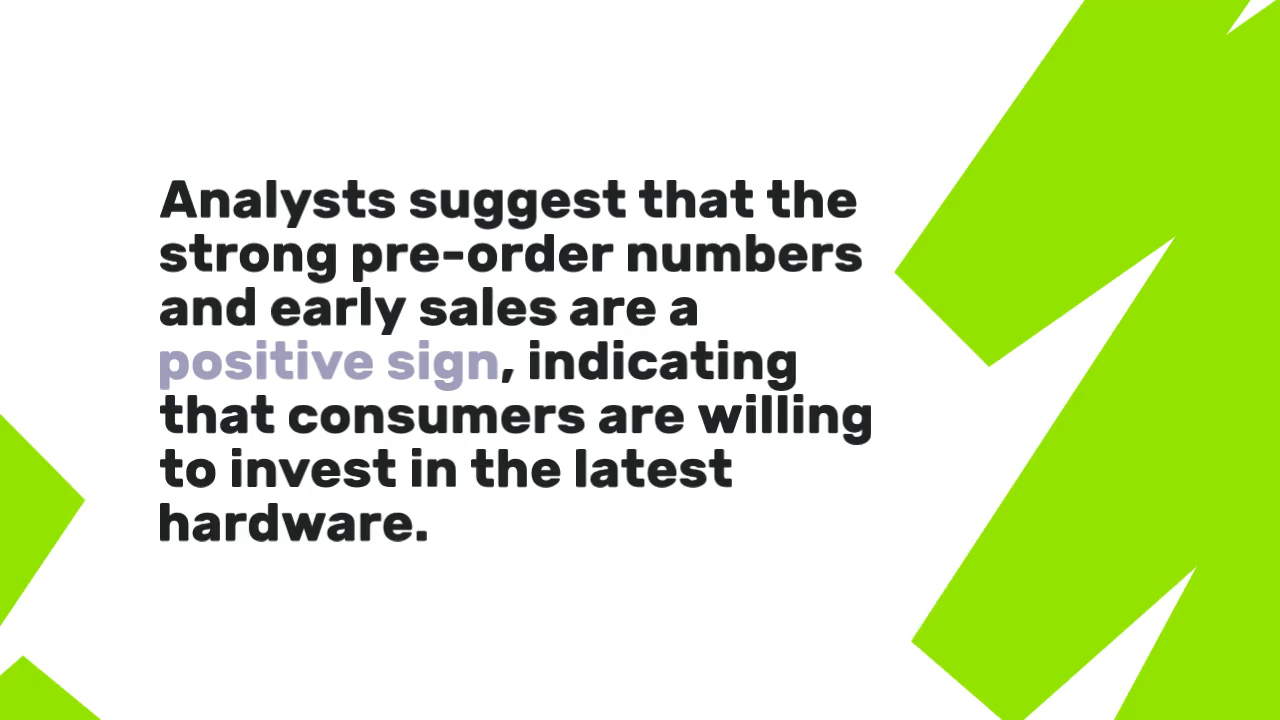 Analysts suggest that the
strong pre-order numbers
and early sales are a
positive sign, indicating
that consumers are willing
to invest in the latest
hardware.